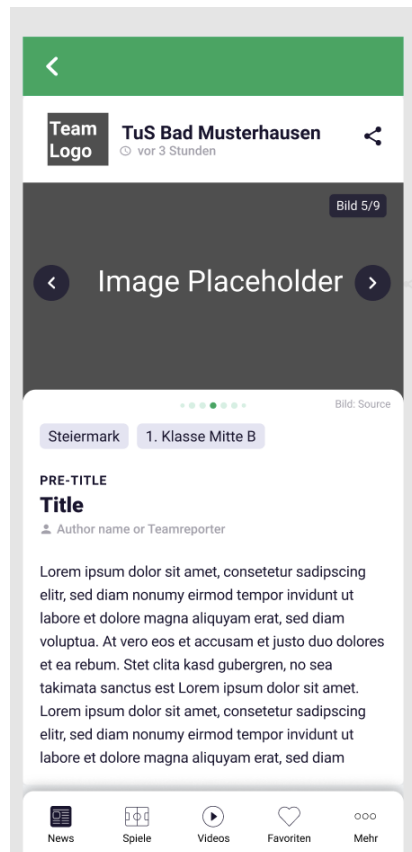 Team
Logo
TuS Bad Musterhausen
vor 3 Stunden
Bild 5/9
Image Placeholder
Bild: Source
Steiermark
1. Klasse Mitte B
PRE-TITLE
Title
Author name or Teamreporter
Lorem ipsum dolor sit amet, consetetur sadipscing
elitr, sed diam nonumy eirmod tempor invidunt ut
labore et dolore magna aliquyam erat, sed diam
voluptua. At vero eos et accusam et justo duo dolores
et ea rebum. Stet clita kasd gubergren, no sea
takimata sanctus est Lorem ipsum dolor sit amet.
Lorem ipsum dolor sit amet, consetetur sadipscing
elitr, sed diam nonumy eirmod tempor invidunt ut
labore et dolore magna aliquyam erat, sed diam
News
Spiele
Videos
Favoriten
Mehr